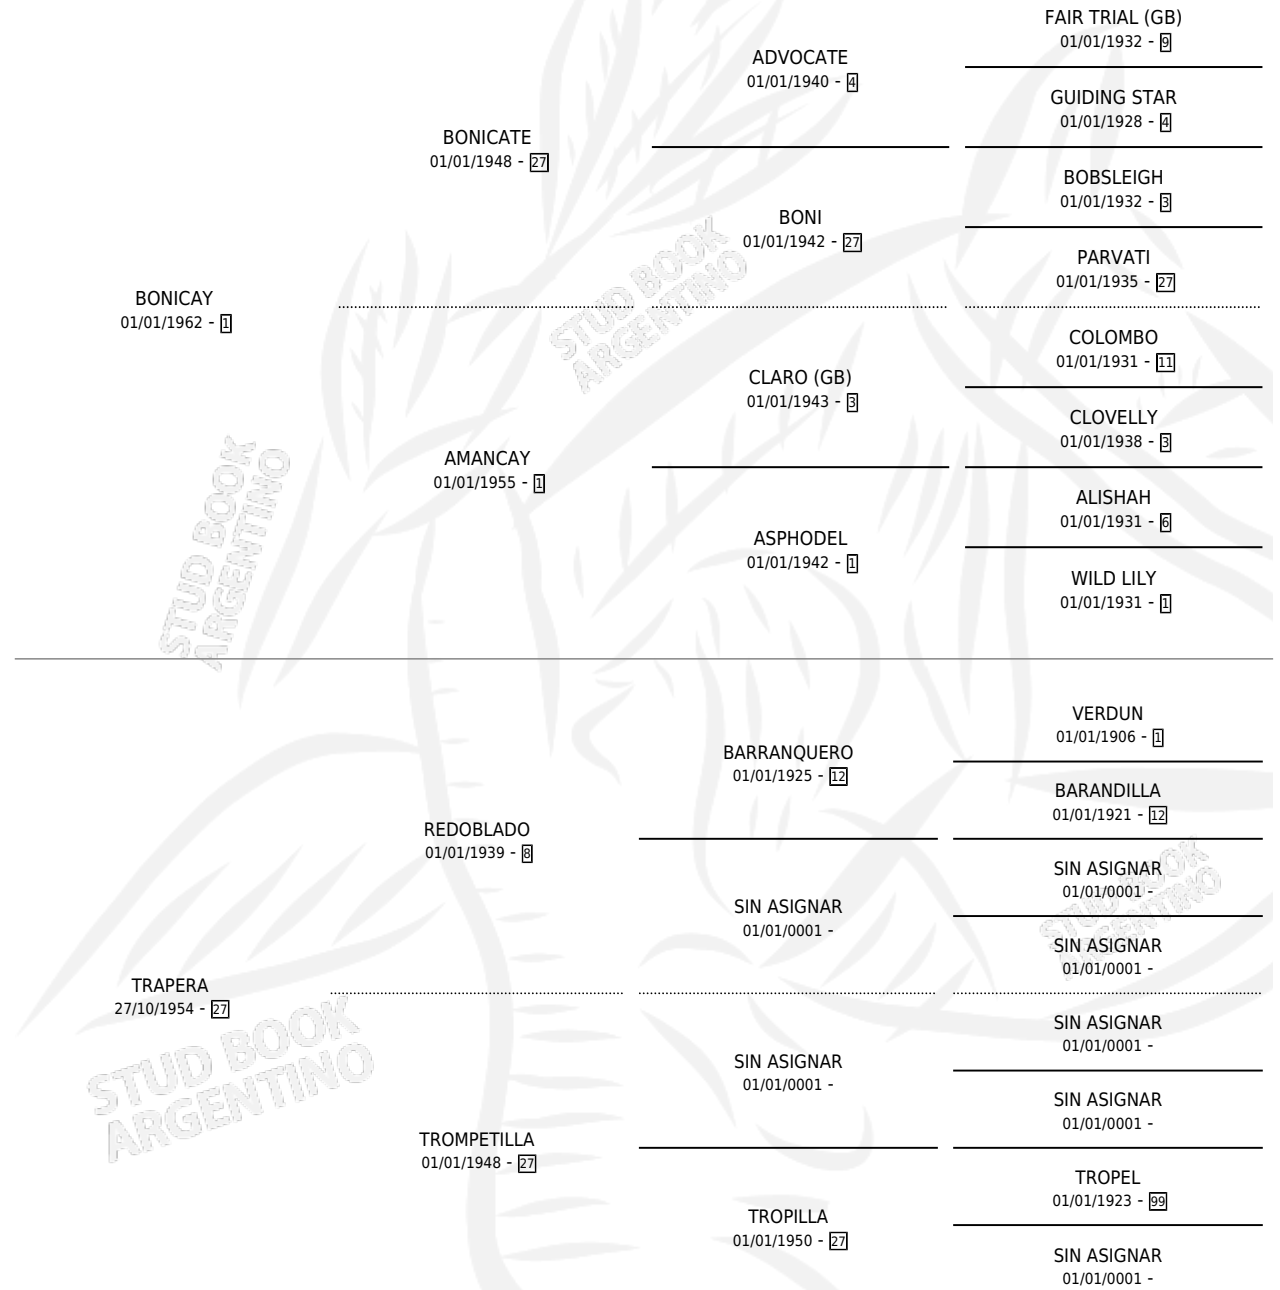 FAIR TRIAL (GB)
01/01/1932 - 9
ADVOCATE
01/01/1940 - 4
GUIDING STAR
01/01/1928 - 4
BONICATE
01/01/1948 - 27
BOBSLEIGH
01/01/1932 - 3
BONI
01/01/1942 - 27
PARVATI
01/01/1935 - 27
BONICAY
01/01/1962 - 1
COLOMBO
01/01/1931 - 11
CLARO (GB)
01/01/1943 - 3
CLOVELLY
01/01/1938 - 3
AMANCAY
01/01/1955 - 1
ALISHAH
01/01/1931 - 6
ASPHODEL
01/01/1942 - 1
WILD LILY
01/01/1931 - 1
STUD BOOK
ARGENTINO
STUD BOOK
ARGENTINO
VERDUN
01/01/1906 - 1
BARRANQUERO
01/01/1925 - 12
BARANDILLA
01/01/1921 - 12
REDOBLADO
01/01/1939 - 8
SIN ASIGNAR
01/01/0001 -
SIN ASIGNAR
01/01/0001 -
SIN ASIGNAR
01/01/0001 -
TRAPERA
27/10/1954 - 27
SIN ASIGNAR
01/01/0001 -
SIN ASIGNAR
01/01/0001 -
SIN ASIGNAR
01/01/0001 -
TROMPETILLA
01/01/1948 - 27
TROPEL
01/01/1923 - 99
TROPILLA
01/01/1950 - 27
SIN ASIGNAR
01/01/0001 -
STUD BOOK
ARGENTINO
STUD BOOK
ARGENTINO